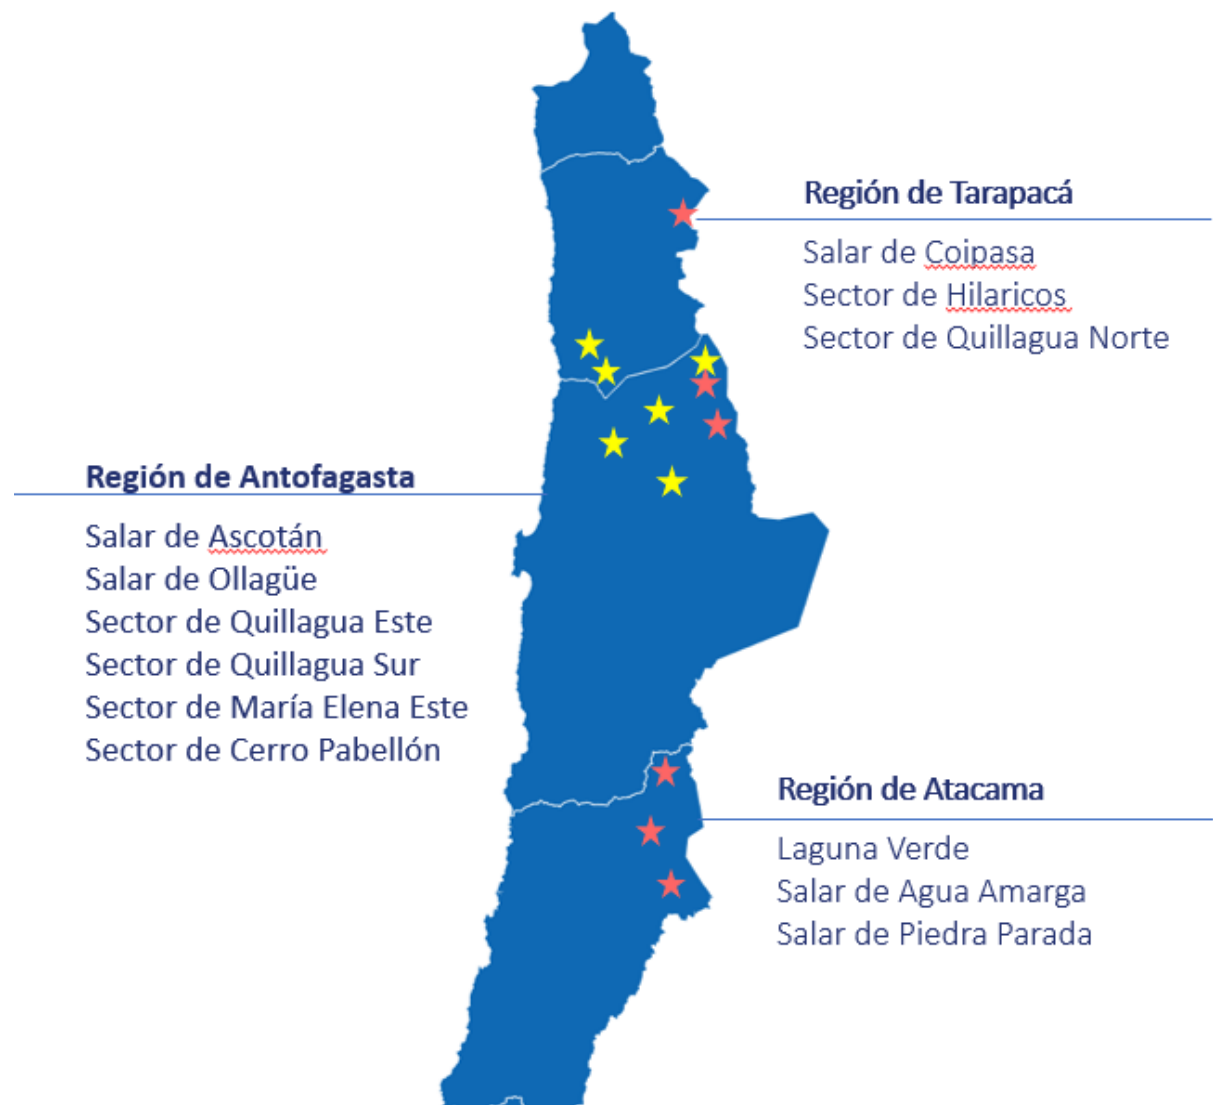 Región de Tarapacá
Salar de Coipasa
Sector de Hilaricos
Sector de Quillagua Norte
Región de Antofagasta
Salar de Ascotán
Salar de Ollagüe
Sector de Quillagua Este
Sector de Quillagua Sur
Sector de María Elena Este
Sector de Cerro Pabellón
Región de Atacama
Laguna Verde
Salar de Agua Amarga
Salar de Piedra Parada